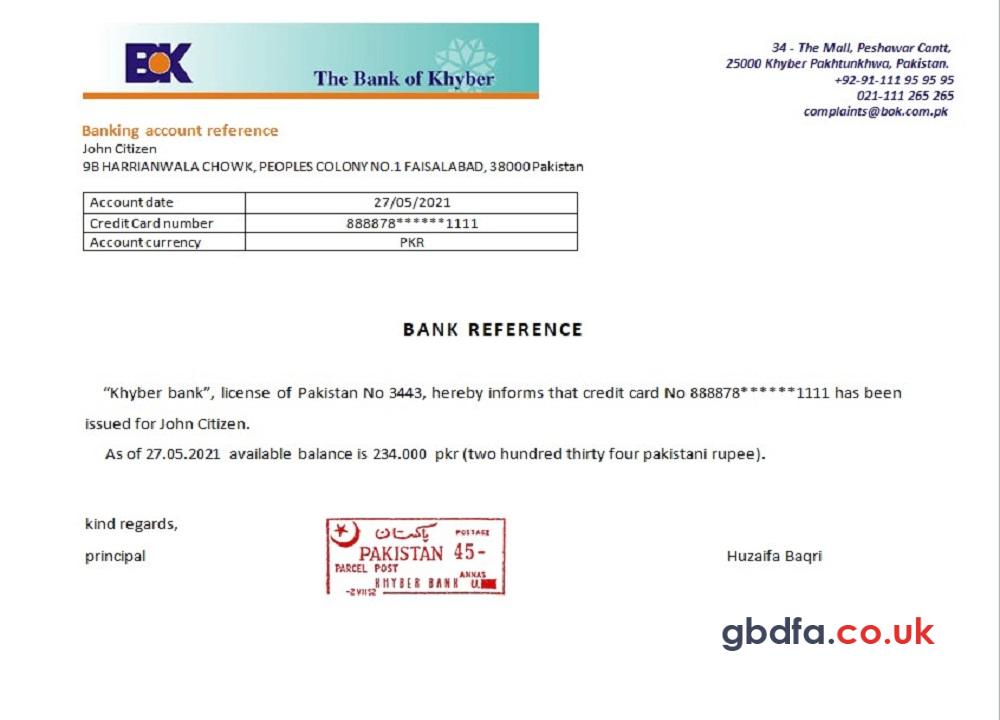 BOK
The Bank of Khyber
34 - The Mall, Peshawar Cantt,
25000 Khyber Pakhtunkhwa, Pakistan.
+92-91-111 95 95 95
021-111 265 265
complaints@bok.com.pk
Banking account reference
John Citizen
9B HARRIANWALA CHOWK, PEOPLES COLONY NO.1 FAISALABAD, 38000 Pakistan
Account date 27/05/2021
Credit Card number 888878******1111
Account currency PKR
BANK REFERENCE
“Khyber bank”, license of Pakistan No 3443, hereby informs that credit card No 888878******1111 has been
issued for John Citizen.
As of 27.05.2021 available balance is 234.000 pkr (two hundred thirty four pakistani rupee).
kind regards,
principal
پاکستان POSTAGE
PAKISTAN 45-
PARCEL POST
ANNAS
KHYBER BANK U.
-2 VII 52
Huzaifa Baqri
gbdfa.co.uk